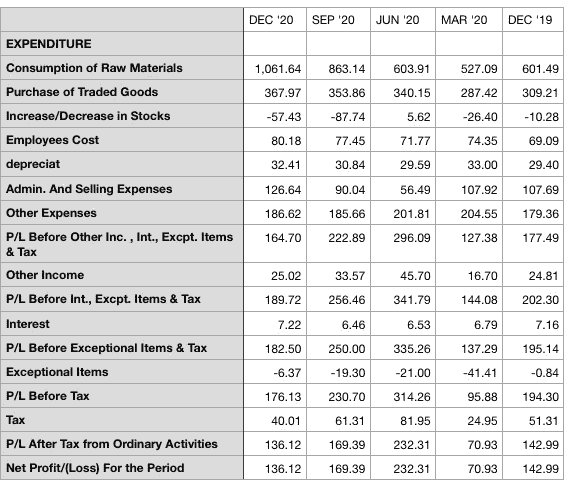 DEC '20 SEP '20 JUN '20 MAR '20 DEC '19
EXPENDITURE
Consumption of Raw Materials 1,061.64 863.14 603.91 527.09 601.49
Purchase of Traded Goods 367.97 353.86 340.15 287.42 309.21
Increase/Decrease in Stocks -57.43 -87.74 5.62 -26.40 -10.28
Employees Cost 80.18 77.45 71.77 74.35 69.09
depreciat 32.41 30.84 29.59 33.00 29.40
Admin. And Selling Expenses 126.64 90.04 56.49 107.92 107.69
Other Expenses 186.62 185.66 201.81 204.55 179.36
P/L Before Other Inc. , Int., Excpt. Items 164.70 222.89 296.09 127.38 177.49
& Tax
Other Income 25.02 33.57 45.70 16.70 24.81
P/L Before Int., Excpt. Items & Tax 189.72 256.46 341.79 144.08 202.30
Interest 7.22 6.46 6.53 6.79 7.16
P/L Before Exceptional Items & Tax 182.50 250.00 335.26 137.29 195.14
Exceptional Items -6.37 -19.30 -21.00 -41.41 -0.84
P/L Before Tax 176.13 230.70 314.26 95.88 194.30
Tax 40.01 61.31 81.95 24.95 51.31
P/L After Tax from Ordinary Activities 136.12 169.39 232.31 70.93 142.99
Net Profit/(Loss) For the Period 136.12 169.39 232.31 70.93 142.99